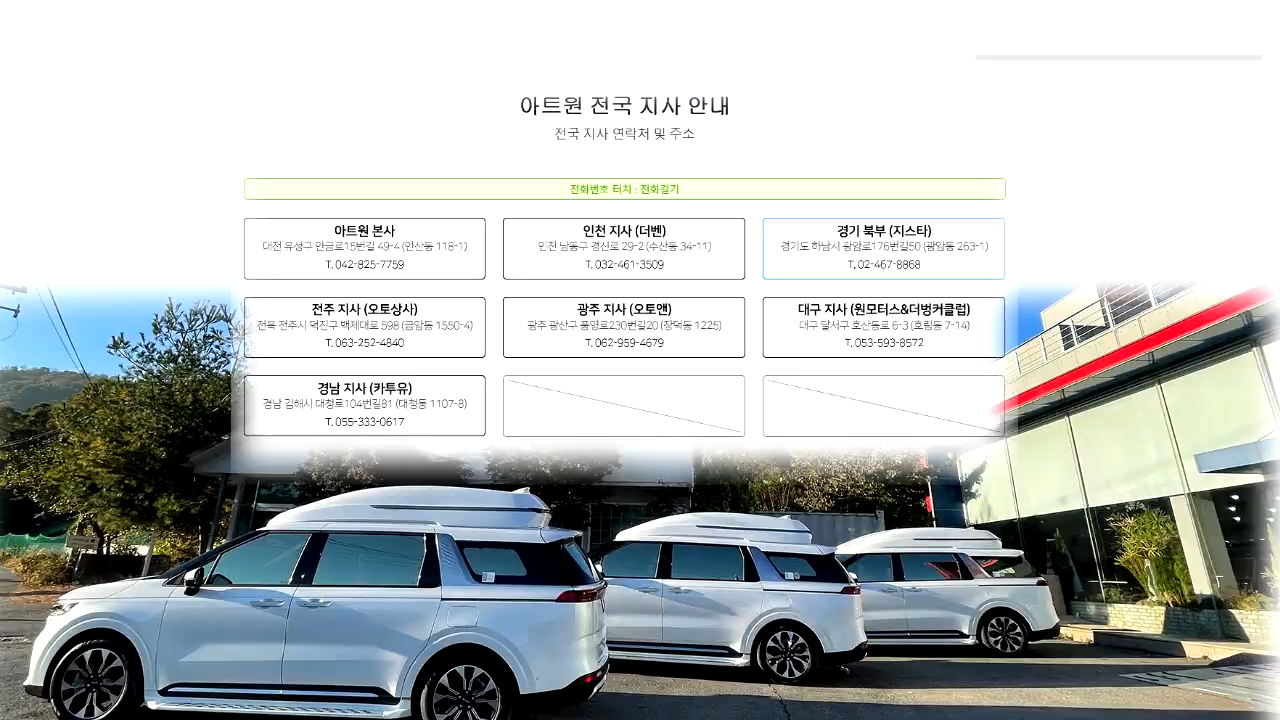 아트원 전국 지사 안내
전국 지사 연락처 및 주소
전화번호 터치 : 전화걸기
아트원 본사
대전 유성구 안금로15번길 49-4 (안산동 118-1)
T. 042-825-7759
인천 지사 (더벤)
인천 남동구 경신로 29-2 (수산동 34-11)
T. 032-461-3509
경기 북부 (지스타)
경기도 하남시 광암로176번길50 (광암동 263-1)
T. 02-467-8868
전주 지사 (오토상사)
전북 전주시 덕진구 백제대로 598 (금암동 1550-4)
T. 063-252-4840
광주 지사 (오토앤)
광주 광산구 풍영로230번길20 (장덕동 1225)
T. 062-959-4679
대구 지사 (원모터스&더벙커클럽)
대구 달서구 호산동로 6-3 (호림동 7-14)
T. 053-593-8572
경남 지사 (카투유)
경남 김해시 대청로104번길81 (대청동 1107-8)
T. 055-333-0617